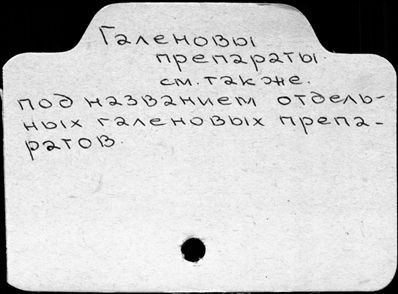 Галеновы
препараты.
см. также.
под названием отдель-
ных галеновых препа-
ратов.